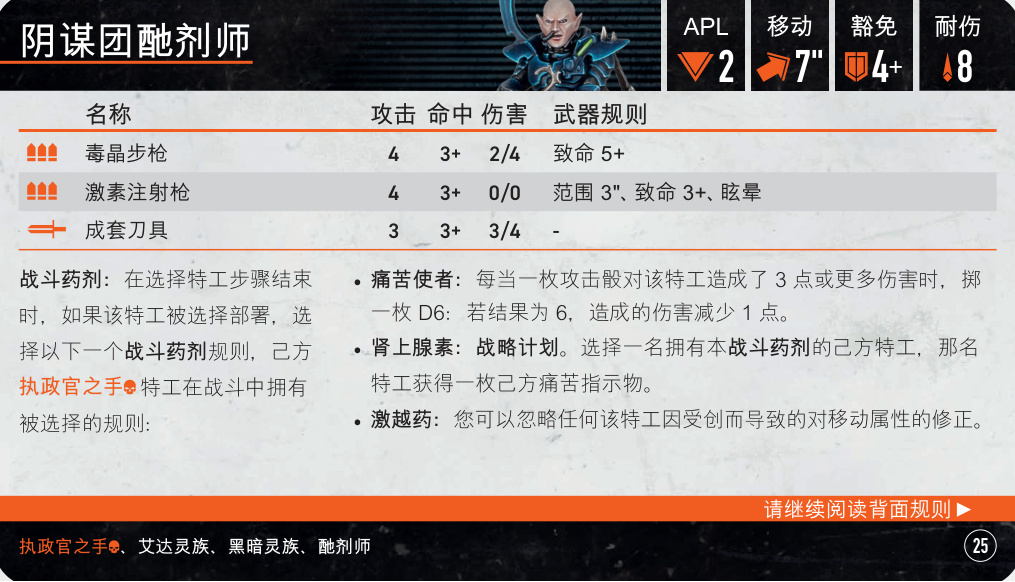 阴谋团酏剂师
APL 移动 豁免 耐伤
2 7" 4+ 8
名称 攻击 命中 伤害 武器规则
毒晶步枪 4 3+ 2/4 致命 5+
激素注射枪 4 3+ 0/0 范围 3"、致命 3+、眩晕
成套刀具 3 3+ 3/4 -
战斗药剂：在选择特工步骤结束
时，如果该特工被选择部署，选
择以下一个战斗药剂规则，己方
执政官之手特工在战斗中拥有
被选择的规则:
• 痛苦使者：每当一枚攻击骰对该特工造成了 3 点或更多伤害时，掷
一枚 D6：若结果为 6，造成的伤害减少 1 点。
• 肾上腺素：战略计划。选择一名拥有本战斗药剂的己方特工，那名
特工获得一枚己方痛苦指示物。
• 激越药：您可以忽略任何该特工因受创而导致的对移动属性的修正。
请继续阅读背面规则►
执政官之手、艾达灵族、黑暗灵族、酏剂师
25